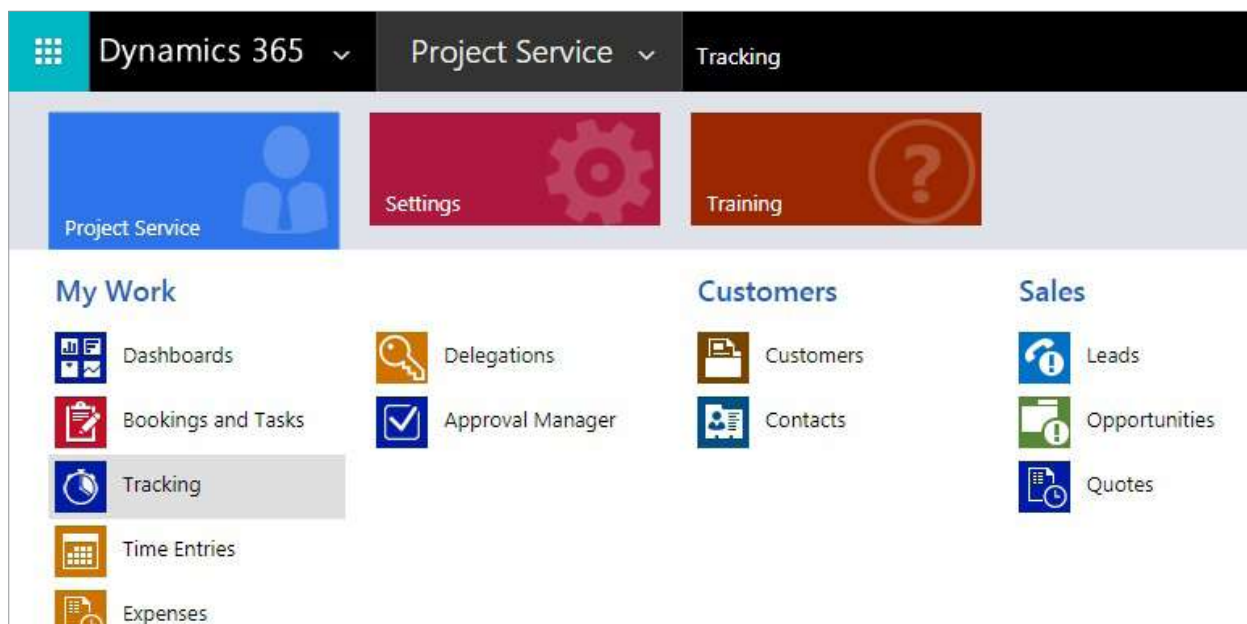 Dynamics 365
Project Service
Tracking
Project Service
Settings
?
Training
My Work
Dashboards
Bookings and Tasks
Tracking
Time Entries
Expenses
Delegations
Approval Manager
Customers
Customers
Contacts
Sales
Leads
Opportunities
Quotes